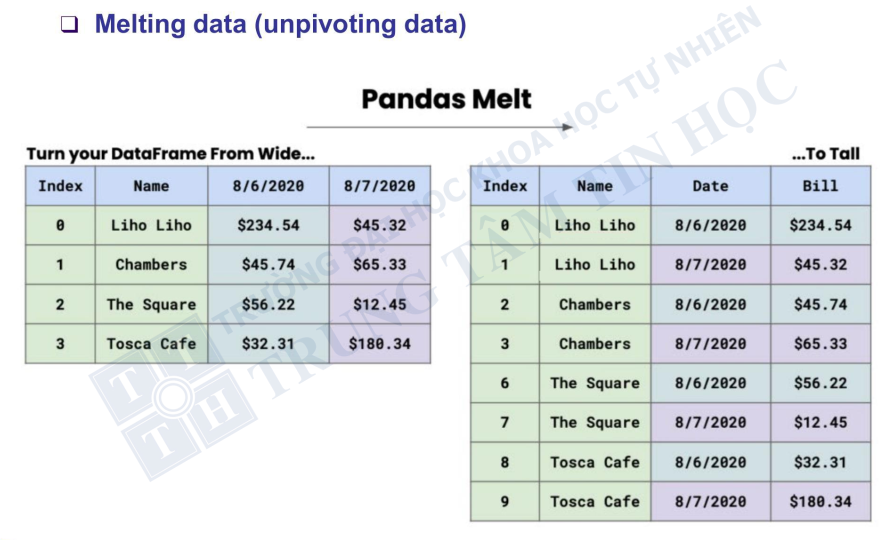 ❑ Melting data (unpivoting data)
Pandas Melt
Turn your DataFrame From Wide...
Index Name 8/6/2020 8/7/2020
0 Liho Liho $234.54 $45.32
1 Chambers $45.74 $65.33
2 The Square $56.22 $12.45
3 Tosca Cafe $32.31 $180.34
...To Tall
Index Name Date Bill
0 Liho Liho 8/6/2020 $234.54
1 Liho Liho 8/7/2020 $45.32
2 Chambers 8/6/2020 $45.74
3 Chambers 8/7/2020 $65.33
6 The Square 8/6/2020 $56.22
7 The Square 8/7/2020 $12.45
8 Tosca Cafe 8/6/2020 $32.31
9 Tosca Cafe 8/7/2020 $180.34
TRƯỜNG ĐẠI HỌC KHOA HỌC TỰ NHIÊN
TRUNG TÂM TIN HỌC
T T
T H